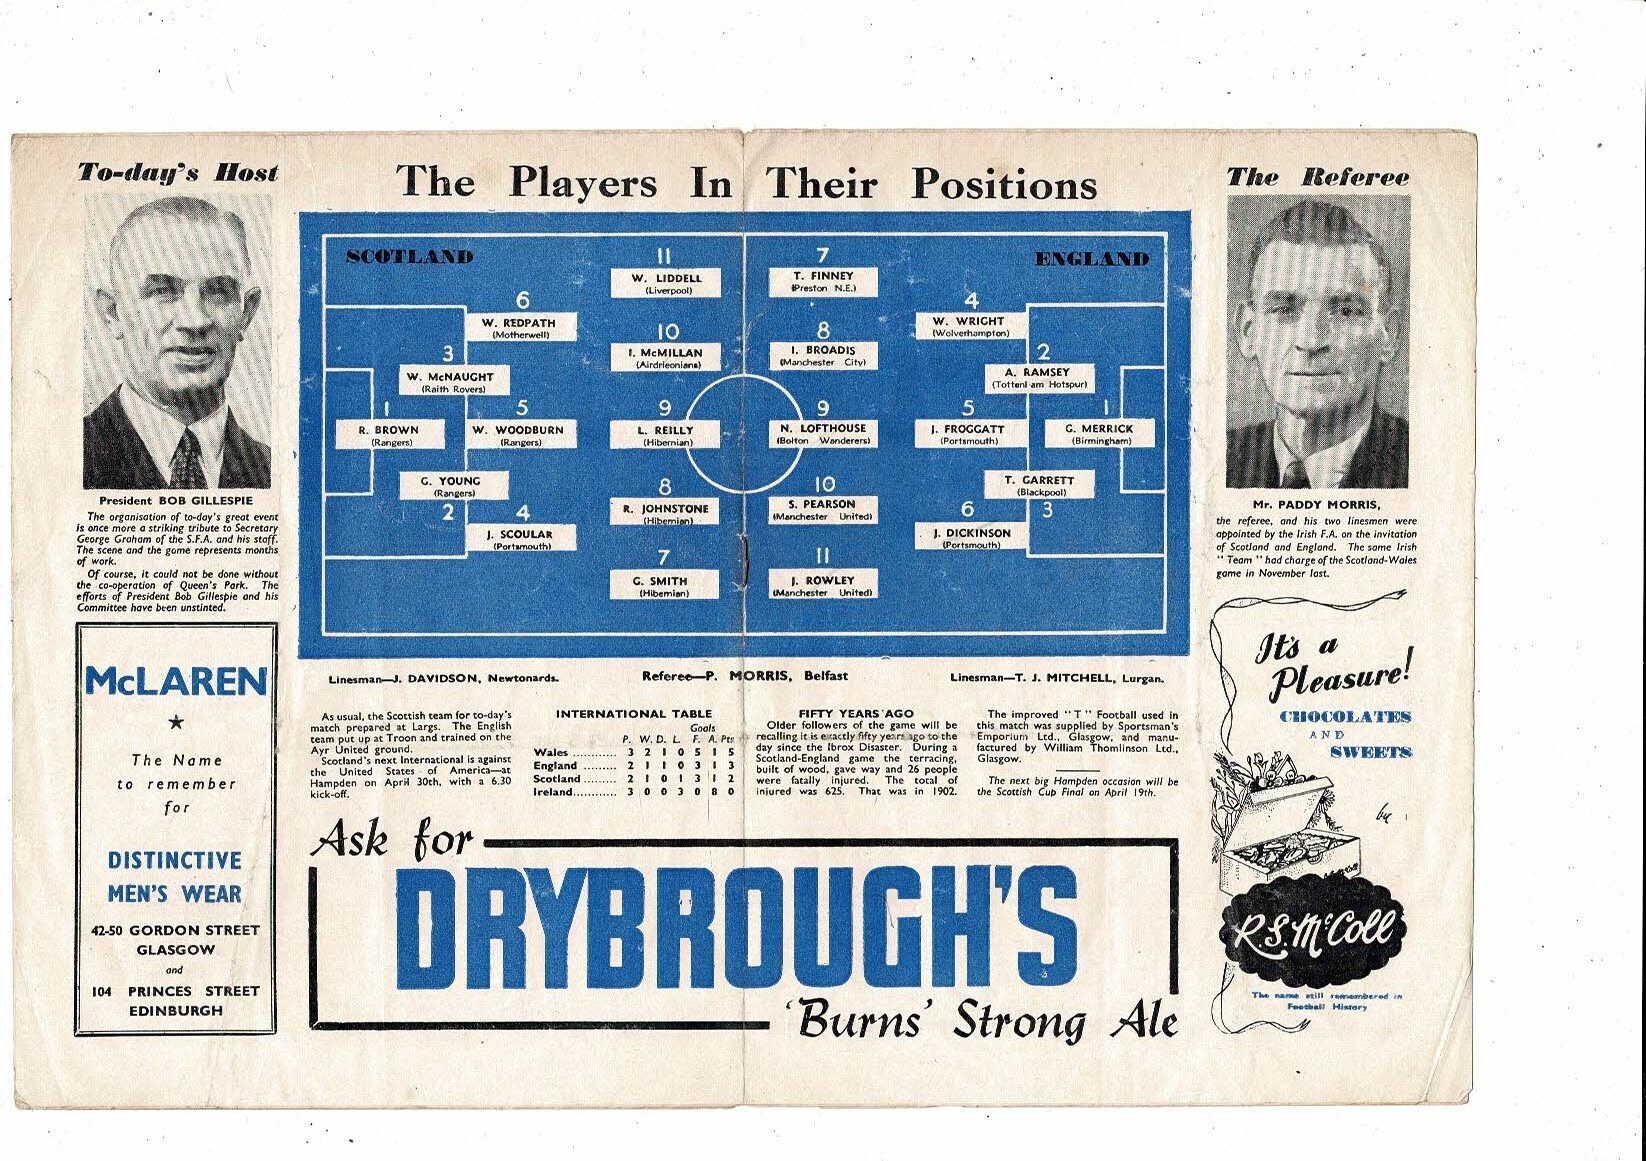 To-day's Host
The Players In Their Positions
The Referee
SCOTLAND
ENGLAND
11
W. LIDDELL
(Liverpool)
6
W. REDPATH
(Motherwell)
10
I. McMILLAN
(Airdrieonians)
3
W. McNAUGHT
(Raith Rovers)
1
R. BROWN
(Rangers)
5
W. WOODBURN
(Rangers)
9
L. REILLY
(Hibernian)
G. YOUNG
(Rangers)
2
8
R. JOHNSTONE
(Hibernian)
4
J. SCOULAR
(Portsmouth)
7
G. SMITH
(Hibernian)
7
T. FINNEY
(Preston N.E.)
4
W. WRIGHT
(Wolverhampton)
8
I. BROADIS
(Manchester City)
2
A. RAMSEY
(Tottenham Hotspur)
9
N. LOFTHOUSE
(Bolton Wanderers)
5
J. FROGGATT
(Portsmouth)
1
G. MERRICK
(Birmingham)
10
S. PEARSON
(Manchester United)
T. GARRETT
(Blackpool)
3
6
J. DICKINSON
(Portsmouth)
11
J. ROWLEY
(Manchester United)
President BOB GILLESPIE
The organisation of to-day's great event
is once more a striking tribute to Secretary
George Graham of the S.F.A. and his staff.
The scene and the game represents months
of work.
Of course, it could not be done without
the co-operation of Queen's Park. The
efforts of President Bob Gillespie and his
Committee have been unstinted.
Mr. PADDY MORRIS,
the referee, and his two linesmen were
appointed by the Irish F.A. on the invitation
of Scotland and England. The same Irish
"Team" had charge of the Scotland-Wales
game in November last.
Linesman—J. DAVIDSON, Newtonards.
Referee—P. MORRIS, Belfast
Linesman—T. J. MITCHELL, Lurgan.
As usual, the Scottish team for to-day's
match prepared at Largs. The English
team put up at Troon and trained on the
Ayr United ground.
Scotland's next International is against
the United States of America—at
Hampden on April 30th, with a 6.30
kick-off.
INTERNATIONAL TABLE
Goals
P. W. D. L. F. A. Pts
Wales ............ 3 2 1 0 5 1 5
England ......... 2 1 1 0 3 1 3
Scotland ......... 2 1 0 1 3 1 2
Ireland............ 3 0 0 3 0 8 0
FIFTY YEARS AGO
Older followers of the game will be
recalling it is exactly fifty years ago to the
day since the Ibrox Disaster. During a
Scotland-England game the terracing,
built of wood, gave way and 26 people
were fatally injured. The total of
injured was 625. That was in 1902.
The improved "T" Football used in
this match was supplied by Sportsman's
Emporium Ltd., Glasgow, and manu-
factured by William Thomlinson Ltd.,
Glasgow.
The next big Hampden occasion will be
the Scottish Cup Final on April 19th.
McLAREN
The Name
to remember
for
DISTINCTIVE
MEN'S WEAR
42-50 GORDON STREET
GLASGOW
and
104 PRINCES STREET
EDINBURGH
Ask for
DRYBROUGH'S
'Burns' Strong Ale
It's a
Pleasure!
CHOCOLATES
AND
SWEETS
by
R.S. McColl
The name still remembered in
Football History